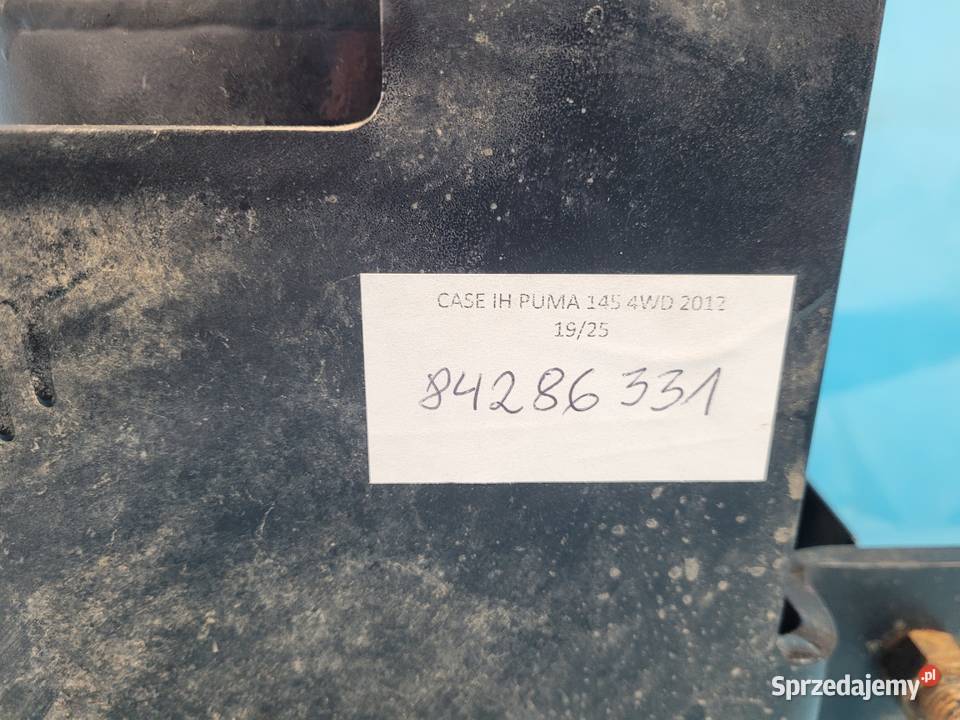 CASE IH PUMA 145 4WD 2012
19/25
84286331
Sprzedajemy.pl